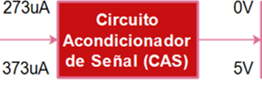 273uA
Circuito
0V
Acondicionador
de Señal (CAS)
373uA
5V